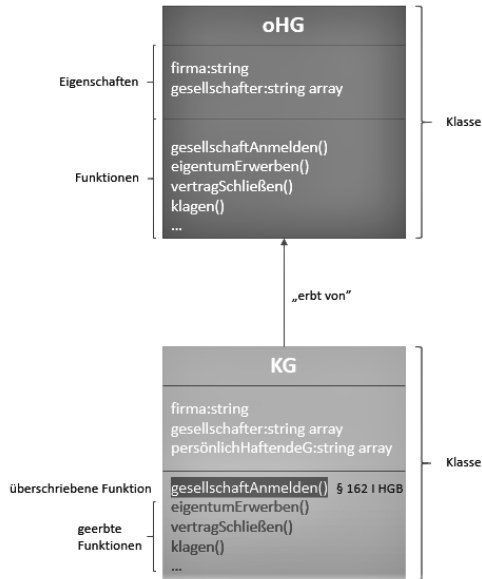 oHG
Eigenschaften
firma:string
gesellschafter:string array
Klasse
Funktionen
gesellschaftAnmelden()
eigentumErwerben()
vertragSchließen()
klagen()
...
„erbt von”
KG
firma:string
gesellschafter:string array
persönlichHaftendeG:string array
Klasse
überschriebene Funktion
gesellschaftAnmelden() § 162 I HGB
geerbte
Funktionen
eigentumErwerben()
vertragSchließen()
klagen()
...